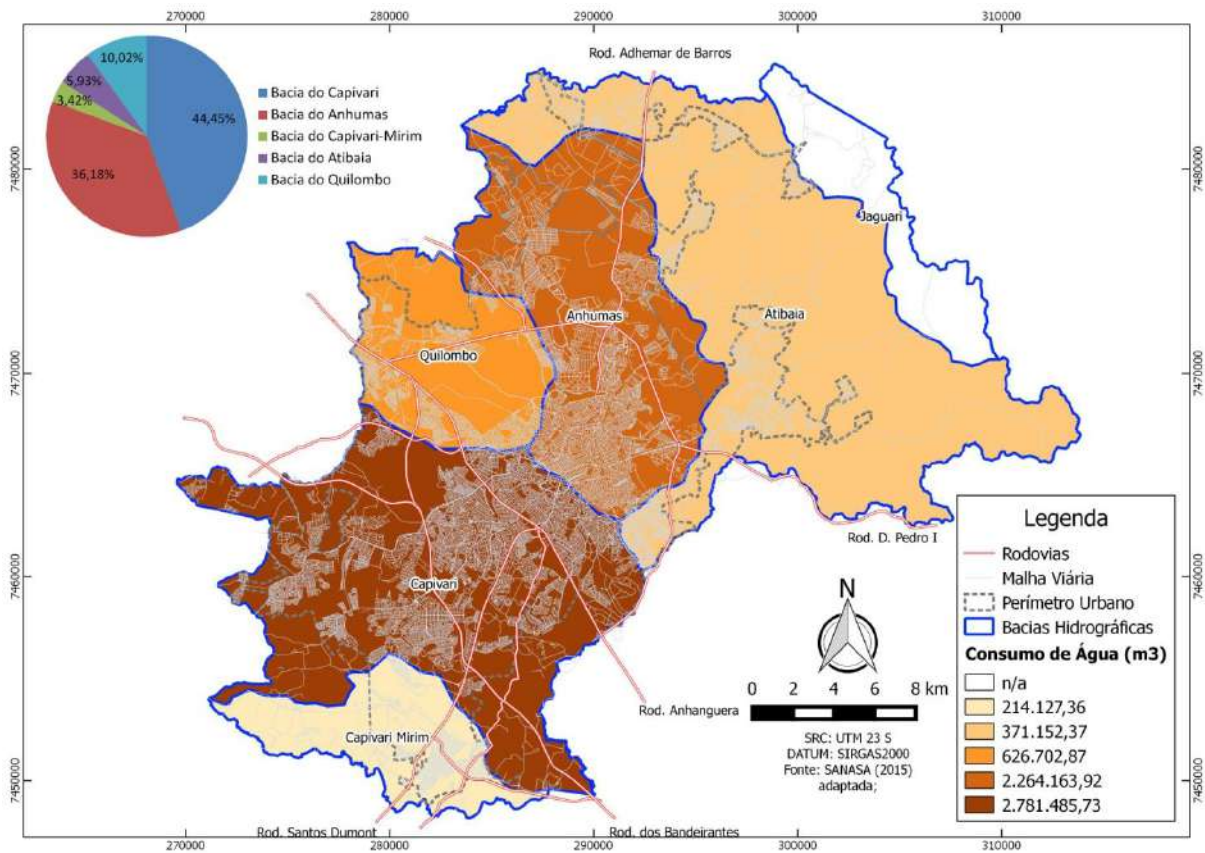 270000 280000 290000 300000 310000
Rod. Adhemar de Barros
10,02%
5,93%
3,42%
44,45%
36,18%
Bacia do Capivari
Bacia do Anhumas
Bacia do Capivari-Mirim
Bacia do Atibaia
Bacia do Quilombo
7480000
7480000
Jaguari
Anhumas
Atibaia
Quilombo
7470000
7470000
Capivari
7460000
7460000
Rod. D. Pedro I
Capivari Mirim
Rod. Anhanguera
7450000
7450000
Rod. Santos Dumont
Rod. dos Bandeirantes
N
0 2 4 6 8 km
SRC: UTM 23 S
DATUM: SIRGAS2000
Fonte: SANASA (2015)
adaptada;
Legenda
Rodovias
Malha Viária
Perímetro Urbano
Bacias Hidrográficas
Consumo de Água (m3)
n/a
214.127,36
371.152,37
626.702,87
2.264.163,92
2.781.485,73
270000 280000 290000 300000 310000